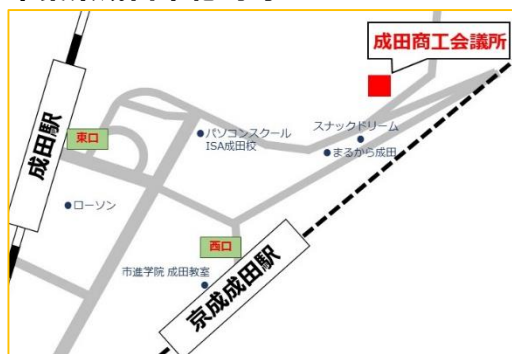 成田商工会議所
成田駅
東口
パソコンスクール
ISA成田校
スナックドリーム
まるから成田
ローソン
西口
市進学院 成田教室
京成成田駅